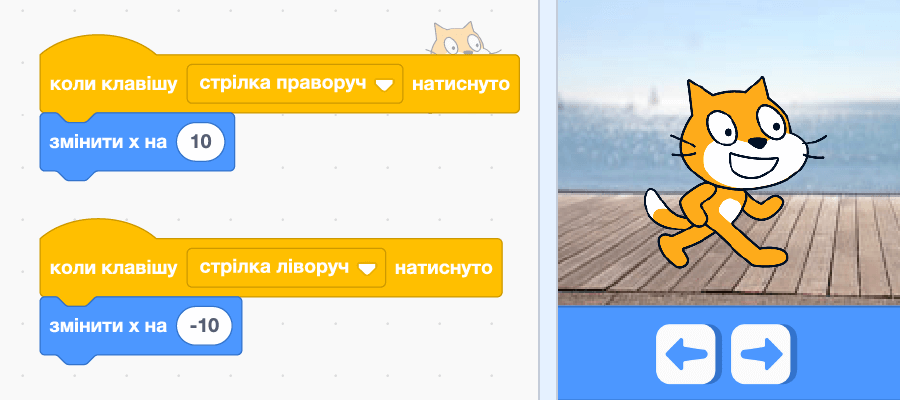 коли клавішу стрілка праворуч натиснуто
змінити x на 10
коли клавішу стрілка ліворуч натиснуто
змінити x на -10